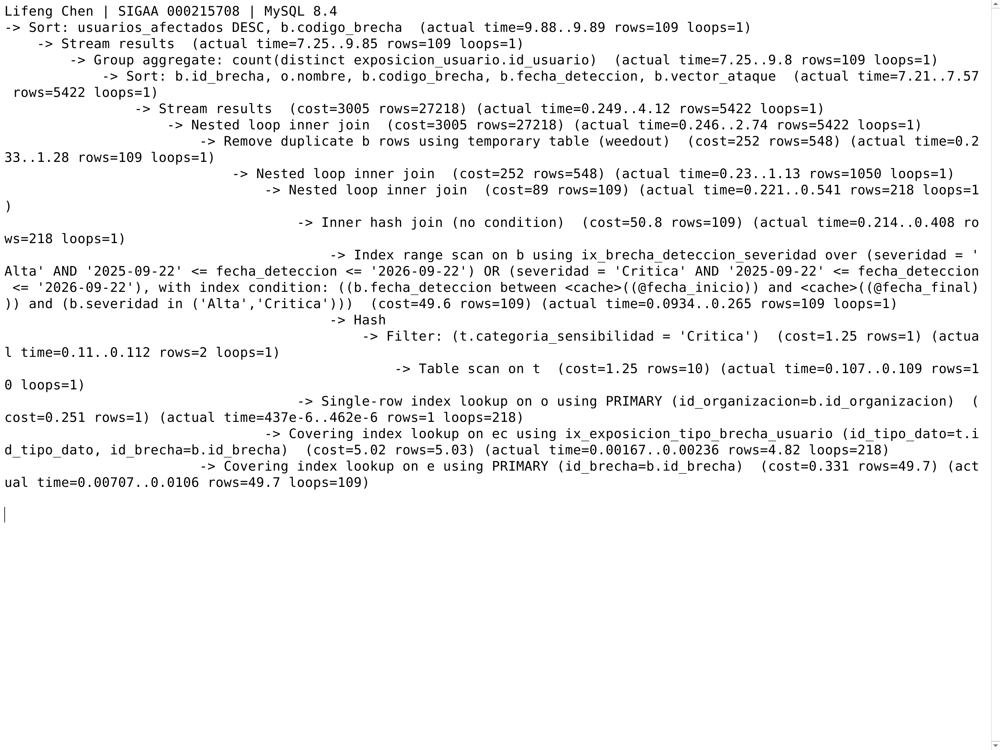 Lifeng Chen | SIGAA 000215708 | MySQL 8.4
-> Sort: usuarios_afectados DESC, b.codigo_brecha  (actual time=9.88..9.89 rows=109 loops=1)
    -> Stream results  (actual time=7.25..9.85 rows=109 loops=1)
        -> Group aggregate: count(distinct exposicion_usuario.id_usuario)  (actual time=7.25..9.8 rows=109 loops=1)
            -> Sort: b.id_brecha, o.nombre, b.codigo_brecha, b.fecha_deteccion, b.vector_ataque  (actual time=7.21..7.57
 rows=5422 loops=1)
                -> Stream results  (cost=3005 rows=27218) (actual time=0.249..4.12 rows=5422 loops=1)
                    -> Nested loop inner join  (cost=3005 rows=27218) (actual time=0.246..2.74 rows=5422 loops=1)
                        -> Remove duplicate b rows using temporary table (weedout)  (cost=252 rows=548) (actual time=0.2
33..1.28 rows=109 loops=1)
                            -> Nested loop inner join  (cost=252 rows=548) (actual time=0.23..1.13 rows=1050 loops=1)
                                -> Nested loop inner join  (cost=89 rows=109) (actual time=0.221..0.541 rows=218 loops=1
)
                                    -> Inner hash join (no condition)  (cost=50.8 rows=109) (actual time=0.214..0.408 ro
ws=218 loops=1)
                                        -> Index range scan on b using ix_brecha_deteccion_severidad over (severidad = '
Alta' AND '2025-09-22' <= fecha_deteccion <= '2026-09-22') OR (severidad = 'Critica' AND '2025-09-22' <= fecha_deteccion
 <= '2026-09-22'), with index condition: ((b.fecha_deteccion between <cache>((@fecha_inicio)) and <cache>((@fecha_final)
)) and (b.severidad in ('Alta','Critica')))  (cost=49.6 rows=109) (actual time=0.0934..0.265 rows=109 loops=1)
                                        -> Hash
                                            -> Filter: (t.categoria_sensibilidad = 'Critica')  (cost=1.25 rows=1) (actua
l time=0.11..0.112 rows=2 loops=1)
                                                -> Table scan on t  (cost=1.25 rows=10) (actual time=0.107..0.109 rows=1
0 loops=1)
                                    -> Single-row index lookup on o using PRIMARY (id_organizacion=b.id_organizacion)  (
cost=0.251 rows=1) (actual time=437e-6..462e-6 rows=1 loops=218)
                                -> Covering index lookup on ec using ix_exposicion_tipo_brecha_usuario (id_tipo_dato=t.i
d_tipo_dato, id_brecha=b.id_brecha)  (cost=5.02 rows=5.03) (actual time=0.00167..0.00236 rows=4.82 loops=218)
                        -> Covering index lookup on e using PRIMARY (id_brecha=b.id_brecha)  (cost=0.331 rows=49.7) (act
ual time=0.00707..0.0106 rows=49.7 loops=109)